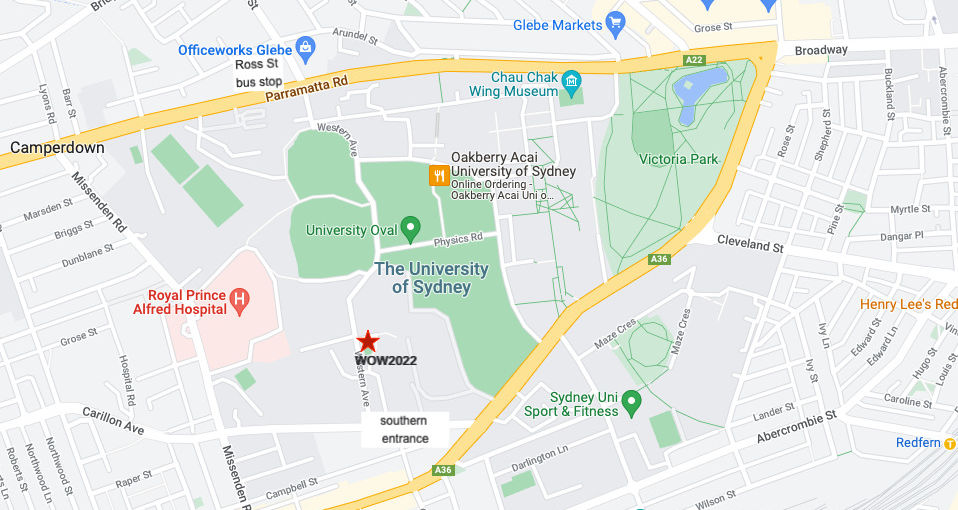 Glebe Markets
Grose St
Arundel St
Officeworks Glebe
Broadway
Ross St
bus stop
A22
Parramatta Rd
Chau Chak
Wing Museum
Lyons Rd
Barr St
Buckland St
Abercrombie St
Shepherd St
Rose St
Western Ave
Camperdown
Oakberry Acai
University of Sydney
Online Ordering -
Oakberry Acai Uni o...
Victoria Park
Missenden Rd
Marsden St
Briggs St
Dunblane St
University Oval
Physics Rd
Pine St
Myrtle St
Dangar Pl
Cleveland St
A36
The University
of Sydney
Royal Prince
Alfred Hospital
H
Henry Lee's Red
Grose St
Maze Cres
Maze Cres
Ivy Ln
Ivy St
Edward St
Edward Ln
Hugo St
Louis St
WOW2022
Western Ave
Hospital Rd
Caroline St
Sydney Uni
Sport & Fitness
Lander St
Abercrombie St
Carillon Ave
southern
entrance
Redfern
T
Roberts St
Northwood Ln
Northwood St
Raper St
Missenden R
Campbell St
A36
Darlington Ln
Wilson St